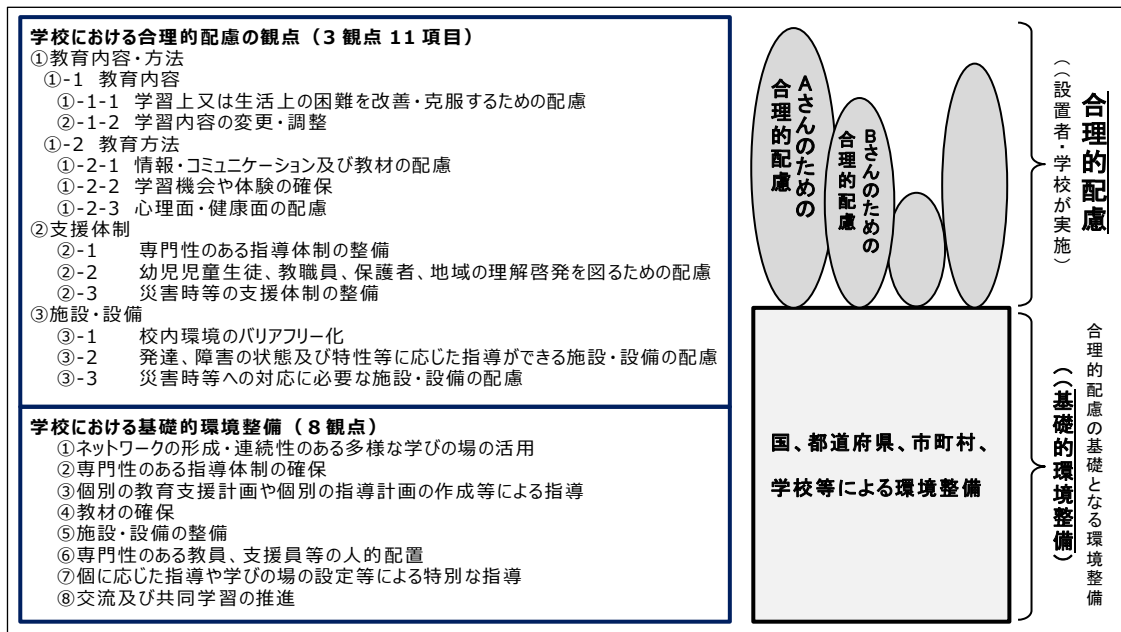 学校における合理的配慮の観点（3観点11項目）
①教育内容・方法
①-1 教育内容
①-1-1 学習上又は生活上の困難を改善・克服するための配慮
②-1-2 学習内容の変更・調整
①-2 教育方法
①-2-1 情報・コミュニケーション及び教材の配慮
①-2-2 学習機会や体験の確保
①-2-3 心理面・健康面の配慮
②支援体制
②-1 専門性のある指導体制の整備
②-2 幼児児童生徒、教職員、保護者、地域の理解啓発を図るための配慮
②-3 災害時等の支援体制の整備
③施設・設備
③-1 校内環境のバリアフリー化
③-2 発達、障害の状態及び特性等に応じた指導ができる施設・設備の配慮
③-3 災害時等への対応に必要な施設・設備の配慮
学校における基礎的環境整備（8観点）
①ネットワークの形成・連続性のある多様な学びの場の活用
②専門性のある指導体制の確保
③個別の教育支援計画や個別の指導計画の作成等による指導
④教材の確保
⑤施設・設備の整備
⑥専門性のある教員、支援員等の人的配置
⑦個に応じた指導や学びの場の設定等による特別な指導
⑧交流及び共同学習の推進
Aさんのための
合理的配慮
Bさんのための
合理的配慮
合理的配慮
（（設置者・学校が実施）
国、都道府県、市町村、
学校等による環境整備
合理的配慮の基礎となる環境整備
（（基礎的環境整備）